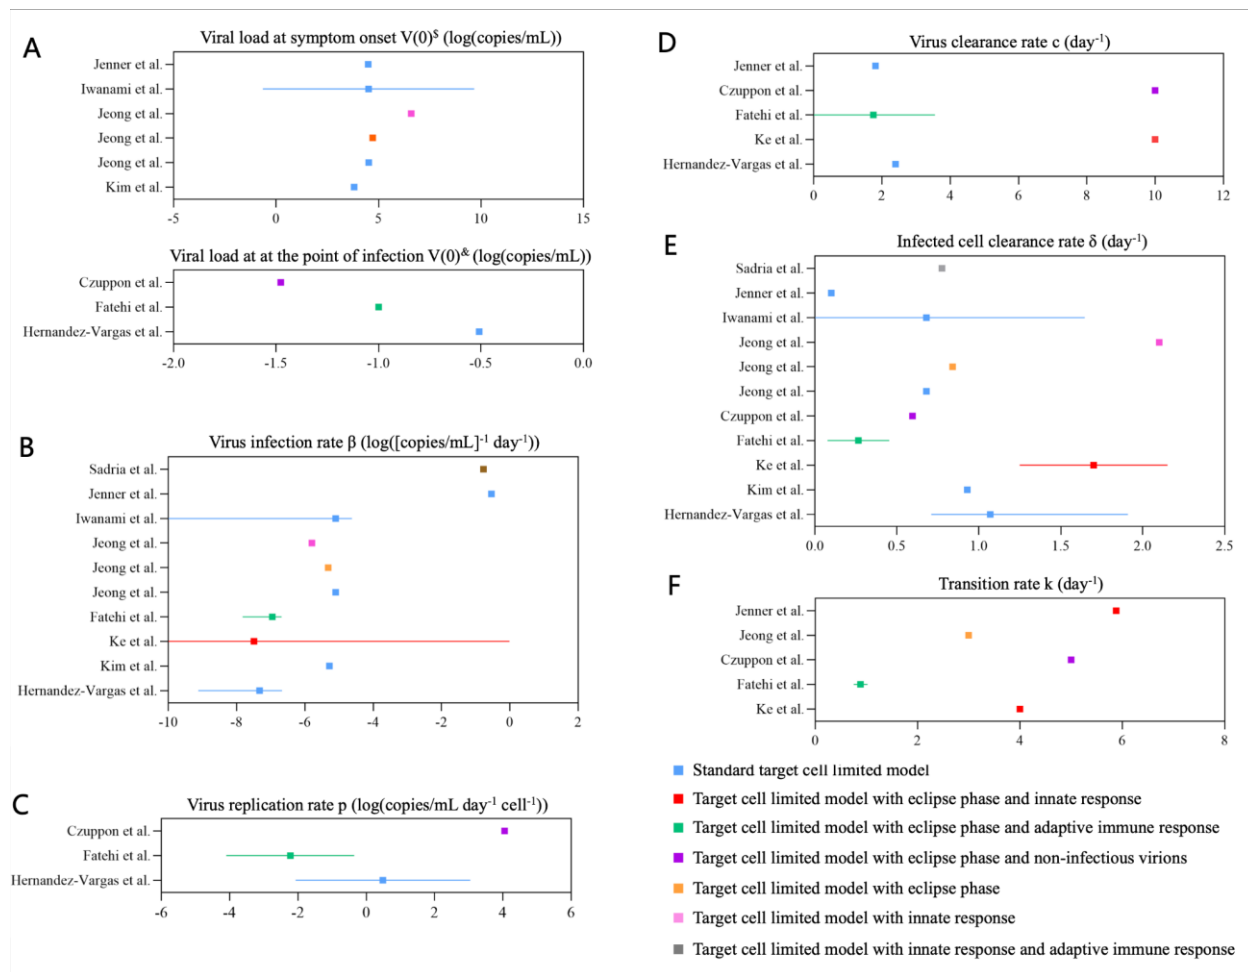 A
Viral load at symptom onset V(0)$ (log(copies/mL))
Jenner et al.
Iwanami et al.
Jeong et al.
Jeong et al.
Jeong et al.
Kim et al.
-5 0 5 10 15
Viral load at at the point of infection V(0)& (log(copies/mL))
Czuppon et al.
Fatehi et al.
Hernandez-Vargas et al.
-2.0 -1.5 -1.0 -0.5 0.0
B
Virus infection rate β (log([copies/mL]-1 day-1))
Sadria et al.
Jenner et al.
Iwanami et al.
Jeong et al.
Jeong et al.
Jeong et al.
Fatehi et al.
Ke et al.
Kim et al.
Hernandez-Vargas et al.
-10 -8 -6 -4 -2 0 2
C
Virus replication rate p (log(copies/mL day-1 cell-1))
Czuppon et al.
Fatehi et al.
Hernandez-Vargas et al.
-6 -4 -2 0 2 4 6
D
Virus clearance rate c (day-1)
Jenner et al.
Czuppon et al.
Fatehi et al.
Ke et al.
Hernandez-Vargas et al.
0 2 4 6 8 10 12
E
Infected cell clearance rate δ (day-1)
Sadria et al.
Jenner et al.
Iwanami et al.
Jeong et al.
Jeong et al.
Jeong et al.
Czuppon et al.
Fatehi et al.
Ke et al.
Kim et al.
Hernandez-Vargas et al.
0.0 0.5 1.0 1.5 2.0 2.5
F
Transition rate k (day-1)
Jenner et al.
Jeong et al.
Czuppon et al.
Fatehi et al.
Ke et al.
0 2 4 6 8
Standard target cell limited model
Target cell limited model with eclipse phase and innate response
Target cell limited model with eclipse phase and adaptive immune response
Target cell limited model with eclipse phase and non-infectious virions
Target cell limited model with eclipse phase
Target cell limited model with innate response
Target cell limited model with innate response and adaptive immune response